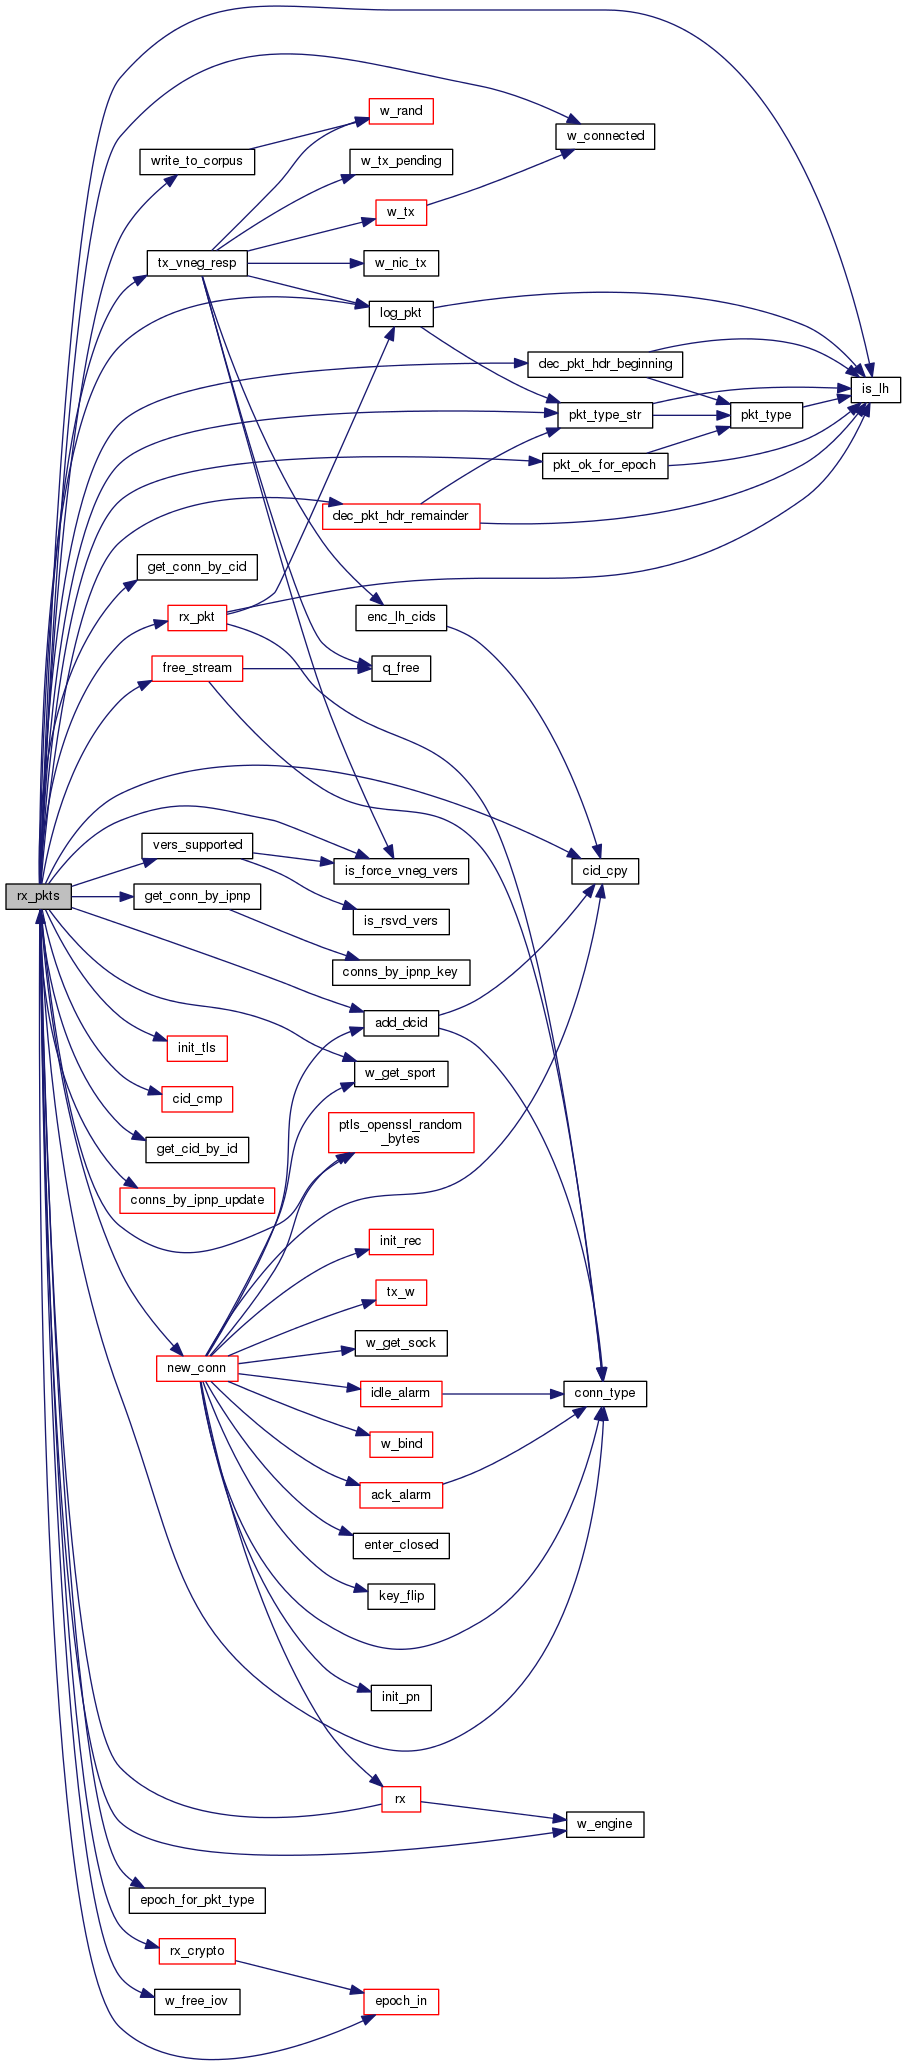 w_rand
w_connected
write_to_corpus
w_tx_pending
w_tx
tx_vneg_resp
w_nic_tx
log_pkt
dec_pkt_hdr_beginning
is_lh
pkt_type_str
pkt_type
pkt_ok_for_epoch
dec_pkt_hdr_remainder
get_conn_by_cid
rx_pkt
enc_lh_cids
free_stream
q_free
vers_supported
is_force_vneg_vers
cid_cpy
rx_pkts
get_conn_by_ipnp
is_rsvd_vers
conns_by_ipnp_key
add_dcid
init_tls
w_get_sport
cid_cmp
ptls_openssl_random
_bytes
get_cid_by_id
conns_by_ipnp_update
init_rec
tx_w
w_get_sock
new_conn
idle_alarm
conn_type
w_bind
ack_alarm
enter_closed
key_flip
init_pn
rx
w_engine
epoch_for_pkt_type
rx_crypto
w_free_iov
epoch_in